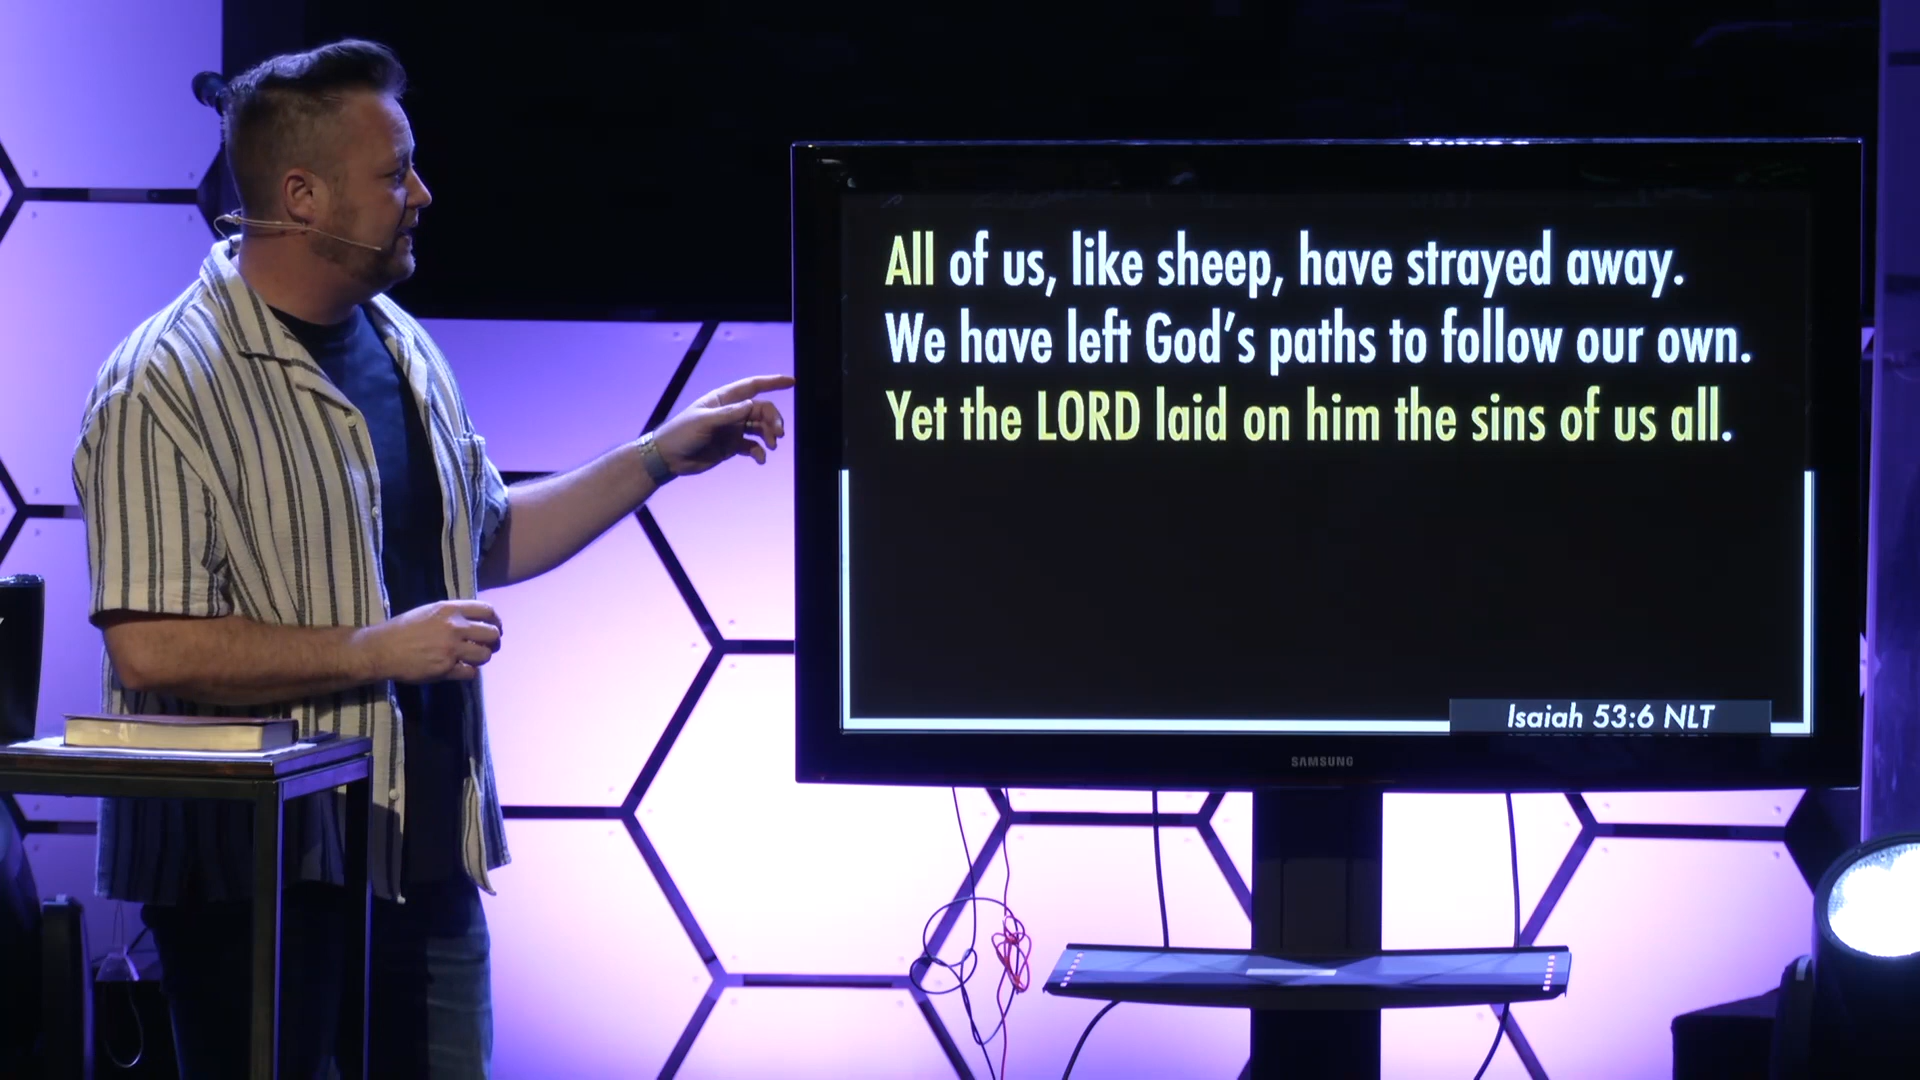 All of us, like sheep, have strayed away.
We have left God’s paths to follow our own.
Yet the LORD laid on him the sins of us all.
Isaiah 53:6 NLT
SAMSUNG